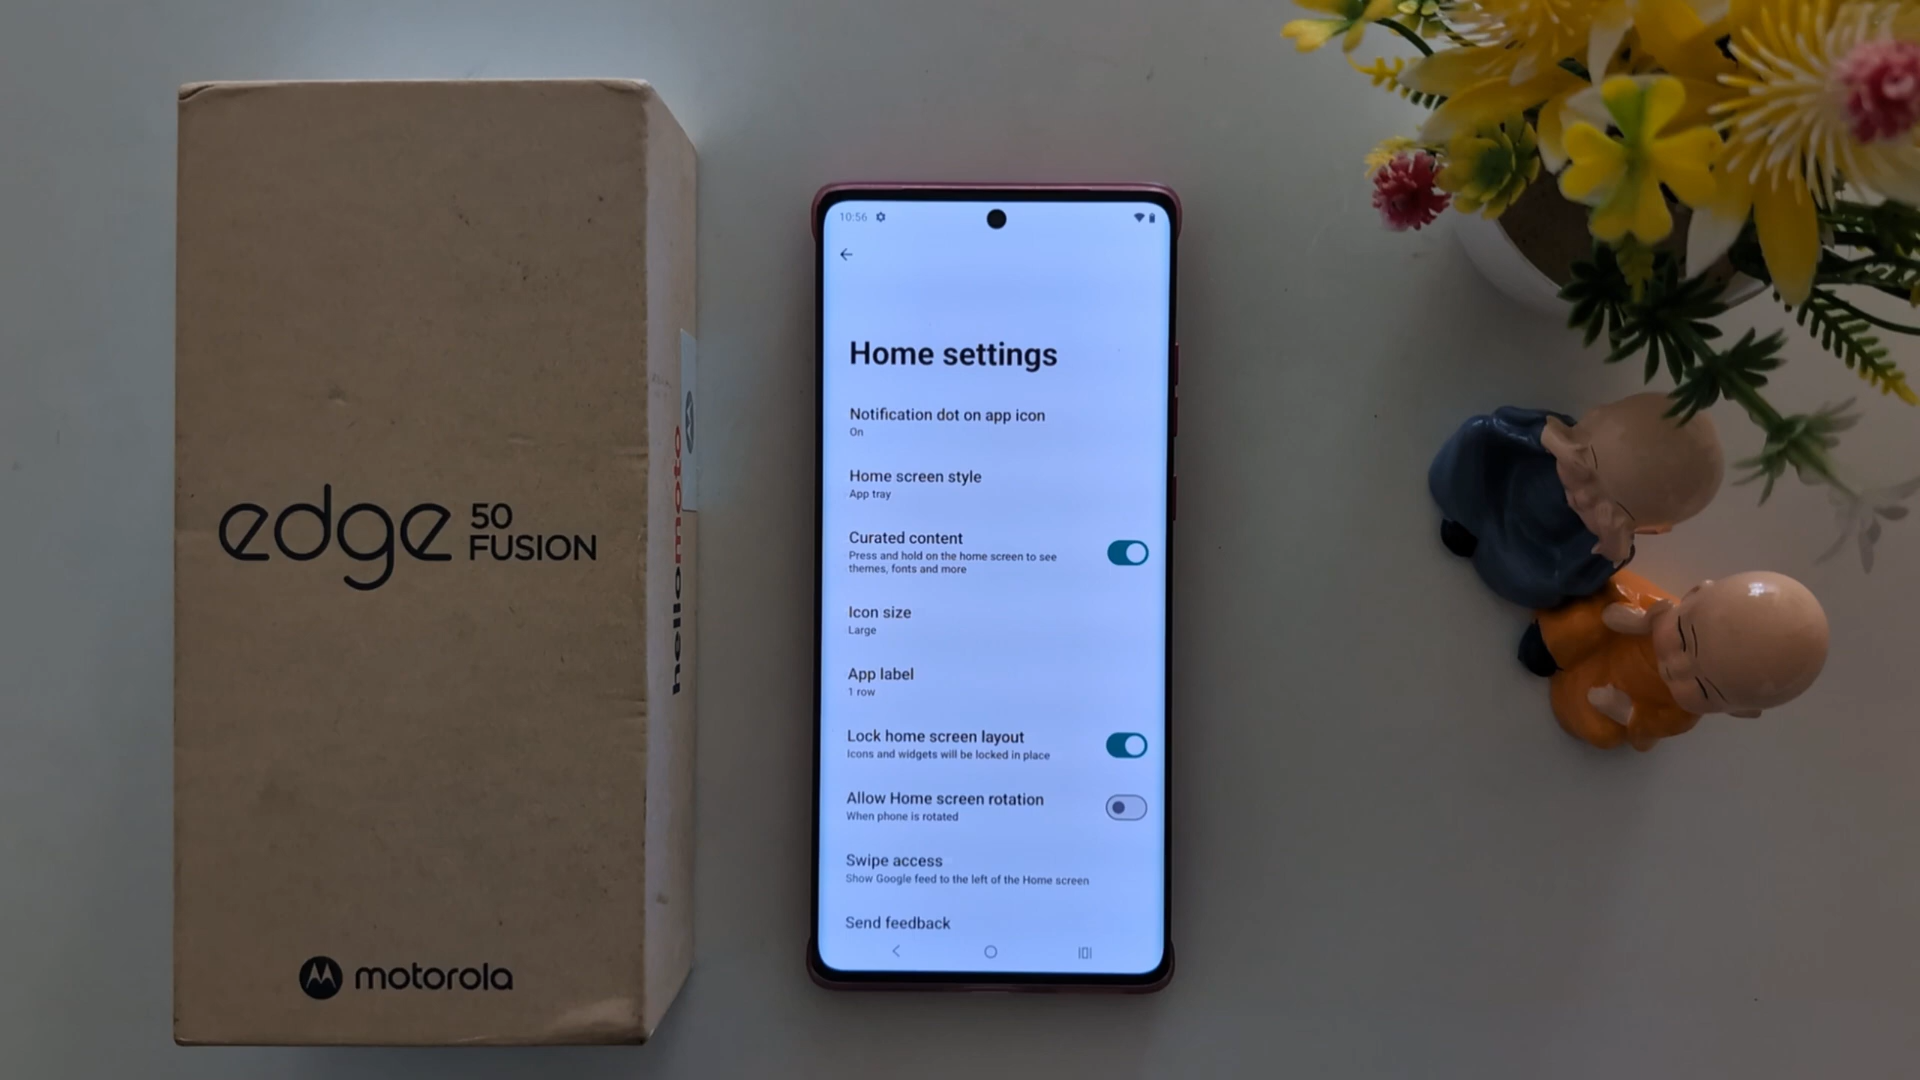 edge 50
FUSION
motorola
hellomoto
10:56
Home settings
Notification dot on app icon
On
Home screen style
App tray
Curated content
Press and hold on the home screen to see
themes, fonts and more
Icon size
Large
App label
1 row
Lock home screen layout
Icons and widgets will be locked in place
Allow Home screen rotation
When phone is rotated
Swipe access
Show Google feed to the left of the Home screen
Send feedback